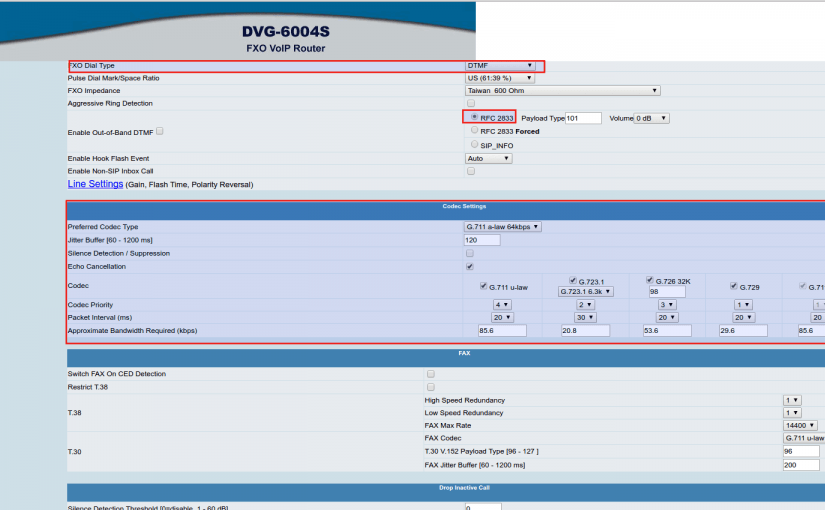 DVG-6004S
FXO VoIP Router
FXO Dial Type DTMF
Pulse Dial Mark/Space Ratio US (61:39 %)
FXO Impedance Taiwan 600 Ohm
Aggressive Ring Detection
Enable Out-of-Band DTMF
RFC 2833 Payload Type 101 Volume 0 dB
RFC 2833 Forced
SIP_INFO
Enable Hook Flash Event Auto
Enable Non-SIP Inbox Call
Line Settings (Gain, Flash Time, Polarity Reversal)
Codec Settings
Preferred Codec Type G.711 a-law 64kbps
Jitter Buffer [60 - 1200 ms] 120
Silence Detection / Suppression
Echo Cancellation
Codec G.711 u-law G.723.1 G.723.1 6.3k G.726 32K 98 G.729 G.71
Codec Priority 4 2 3 1 1
Packet Interval (ms) 20 30 20 20 20
Approximate Bandwidth Required (kbps) 85.6 20.8 53.6 29.6 85.6
FAX
Switch FAX On CED Detection
Restrict T.38
T.38
High Speed Redundancy 1
Low Speed Redundancy 1
FAX Max Rate 14400
T.30
FAX Codec G.711 u-law
T.30 V.152 Payload Type [96 - 127 ] 96
FAX Jitter Buffer [60 - 1200 ms] 200
Drop Inactive Call
Silence Detection Threshold [0=disable, 1 - 60 dB] 0